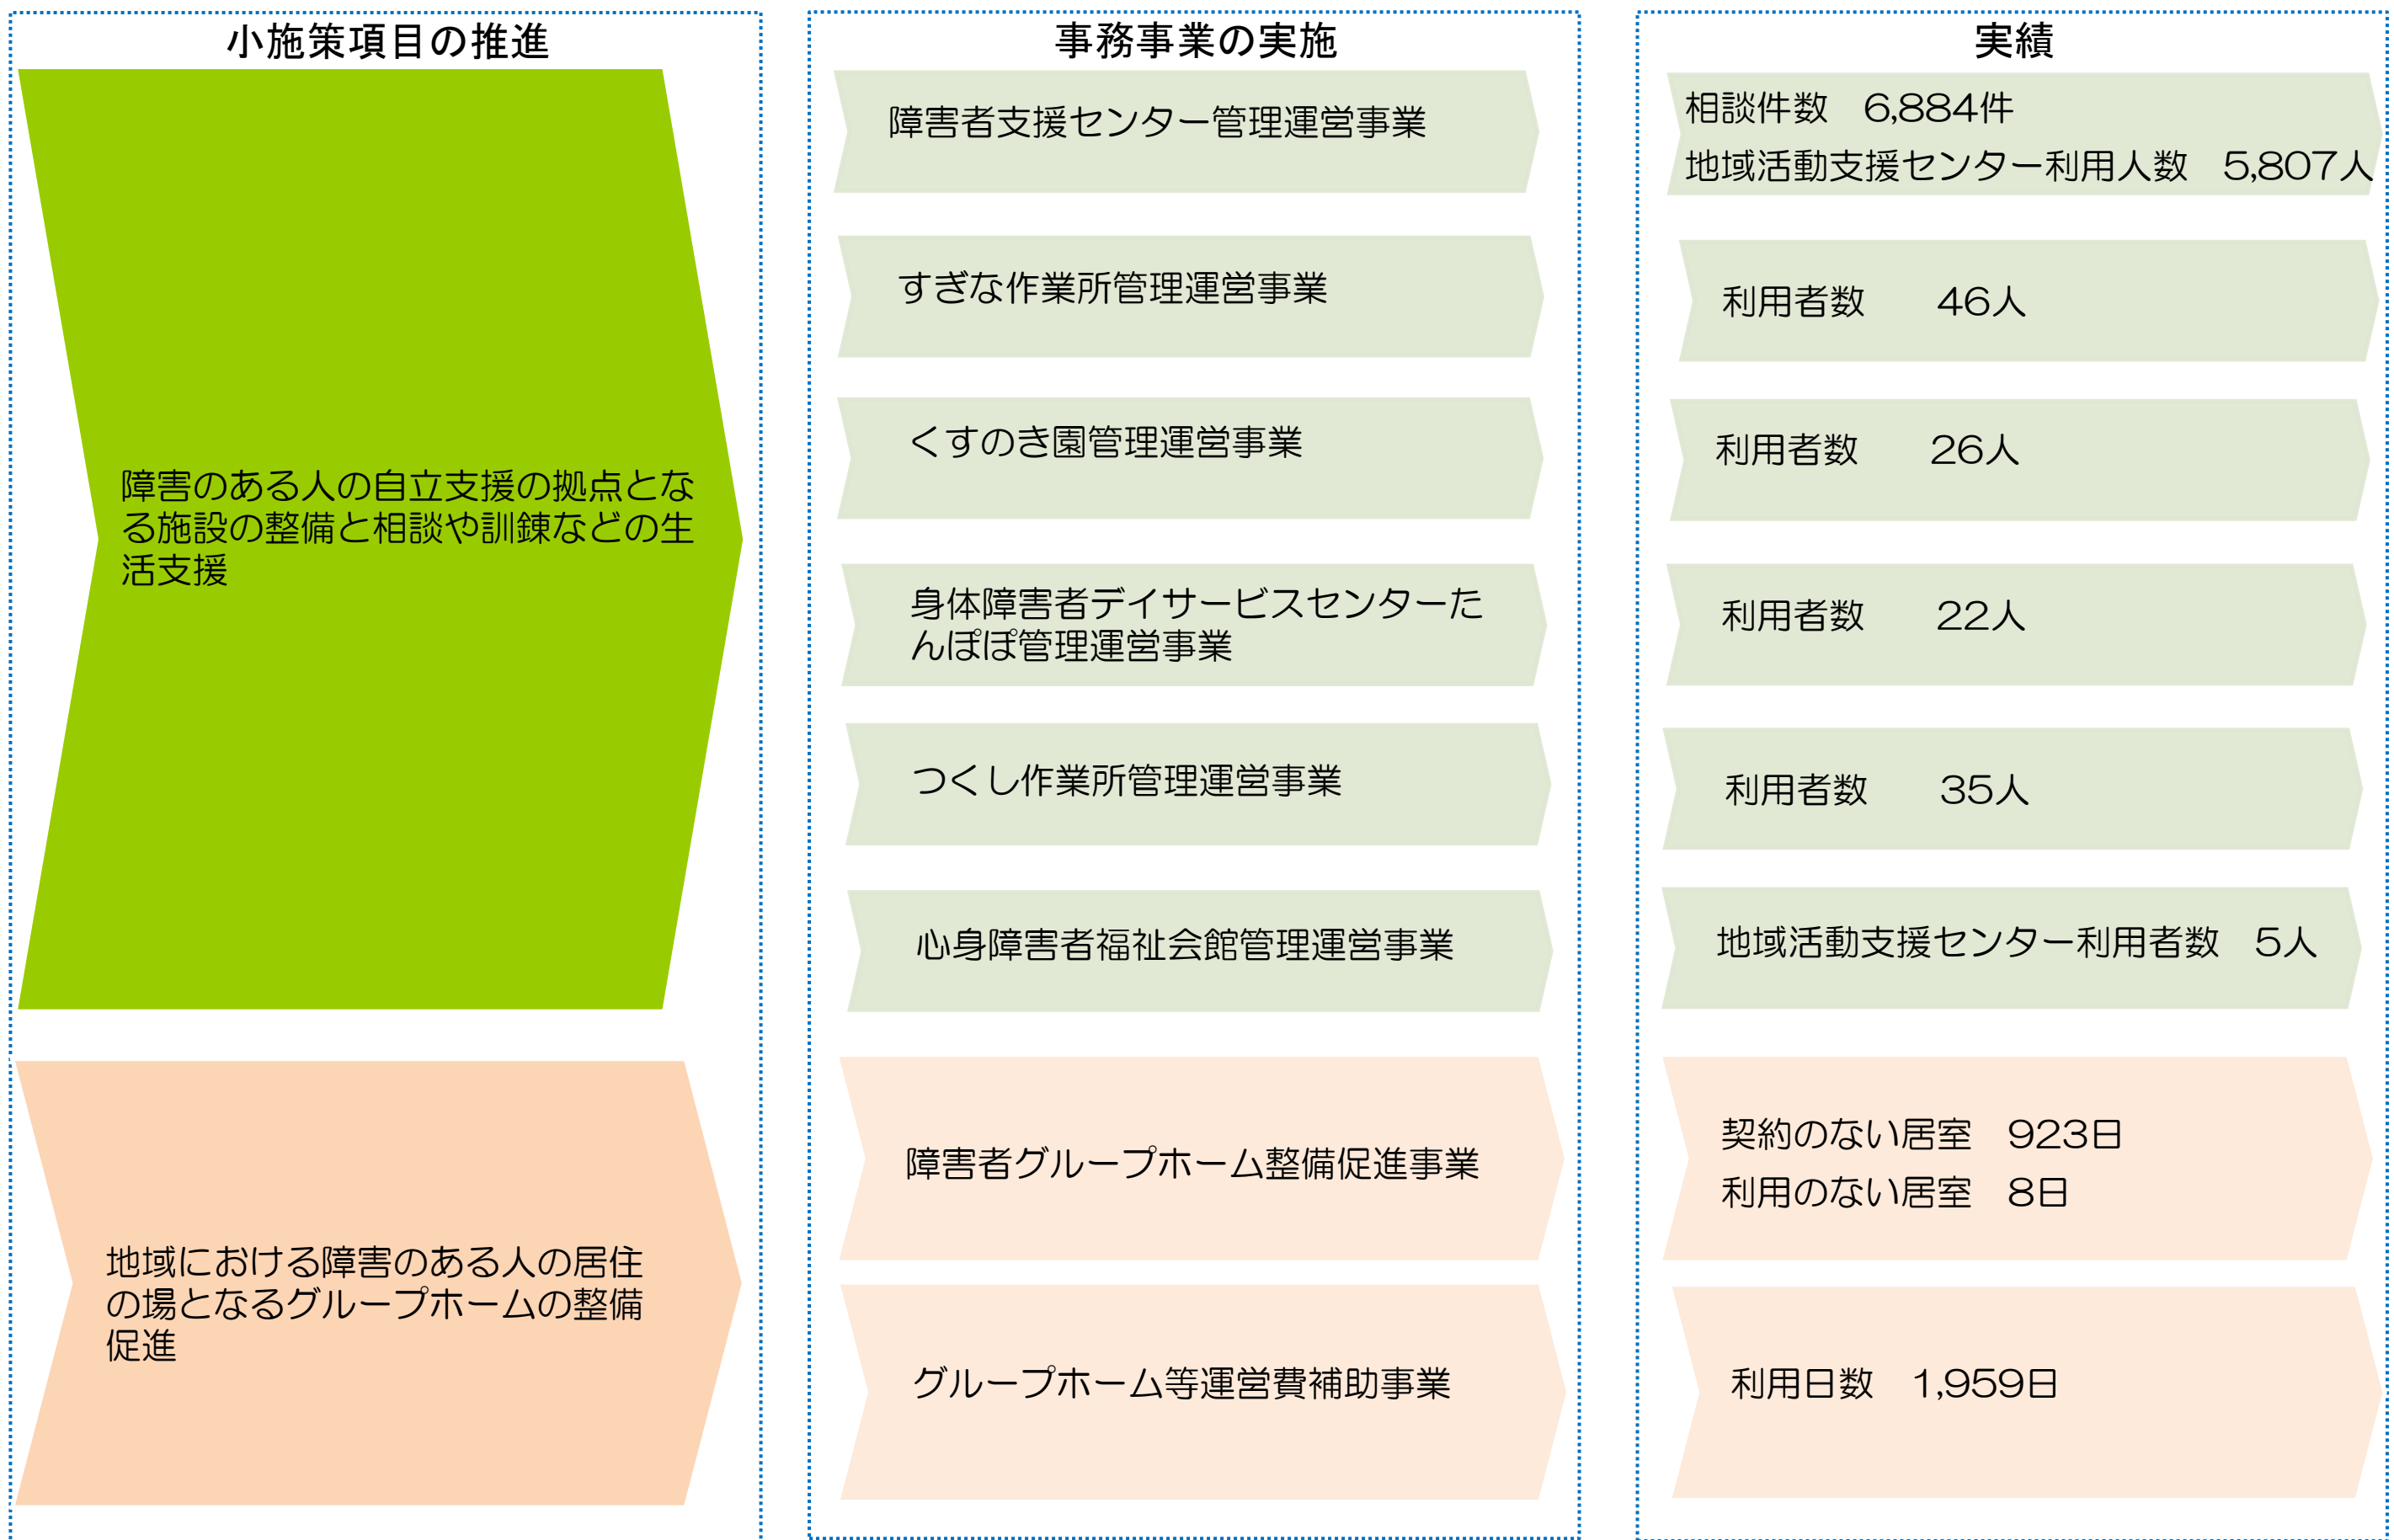 小施策項目の推進
障害のある人の自立支援の拠点とな
る施設の整備と相談や訓錬などの生
活支援
地域における障害のある人の居住
の場となるグループホームの整備
促進
事務事業の実施
障害者支援センター管理運営事業
すぎな作業所管理運営事業
くすのき園管理運営事業
身体障害者デイサービスセンターた
んぽぽ管理運営事業
つくし作業所管理運営事業
心身障害者福祉会館管理運営事業
障害者グループホーム整備促進事業
グループホーム等運営費補助事業
実績
相談件数　6,884件
地域活動支援センター利用人数　5,807人
利用者数　　46人
利用者数　　26人
利用者数　　22人
利用者数　　35人
地域活動支援センター利用者数　5人
契約のない居室　923日
利用のない居室　8日
利用日数　1,959日